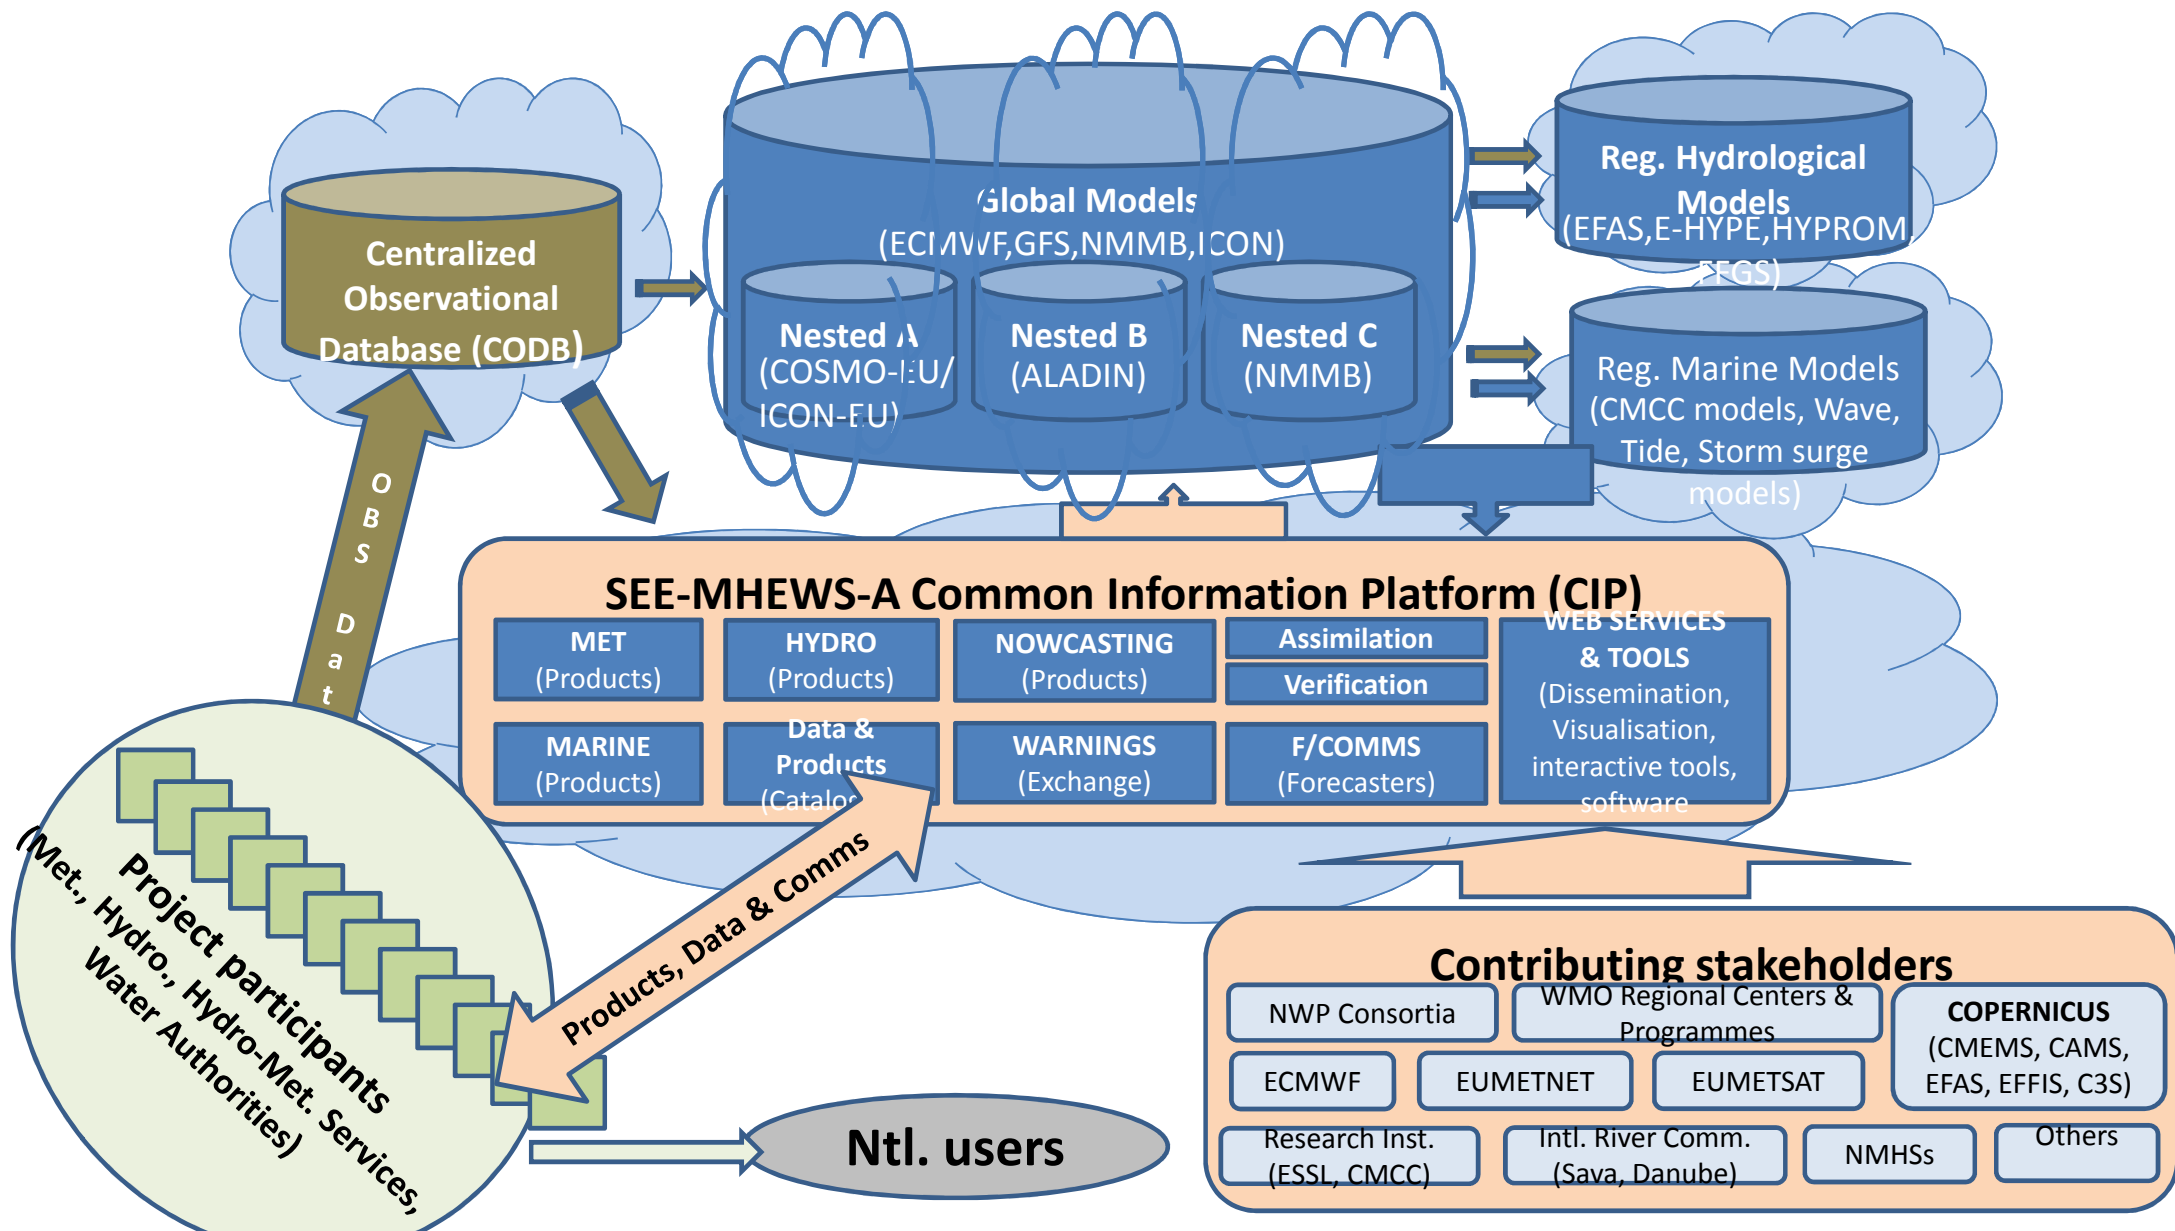 Centralized
Observational
Database (CODB)
Global Models
(ECMWF,GFS,NMMB,ICON)
Nested A
(COSMO-EU/
ICON-EU)
Nested B
(ALADIN)
Nested C
(NMMB)
Reg. Hydrological
Models
(EFAS,E-HYPE,HYPROM,
FFGS)
Reg. Marine Models
(CMCC models, Wave,
Tide, Storm surge
models)
OBS Dat
SEE-MHEWS-A Common Information Platform (CIP)
MET
(Products)
HYDRO
(Products)
NOWCASTING
(Products)
Assimilation
Verification
WEB SERVICES
& TOOLS
(Dissemination,
Visualisation,
interactive tools,
software
MARINE
(Products)
Data &
Products
(Catalo
WARNINGS
(Exchange)
F/COMMS
(Forecasters)
Products, Data & Comms
Project participants
(Met., Hydro., Hydro-Met. Services,
Water Authorities)
Ntl. users
Contributing stakeholders
NWP Consortia
WMO Regional Centers &
Programmes
COPERNICUS
(CMEMS, CAMS,
EFAS, EFFIS, C3S)
ECMWF
EUMETNET
EUMETSAT
Research Inst.
(ESSL, CMCC)
Intl. River Comm.
(Sava, Danube)
NMHSs
Others